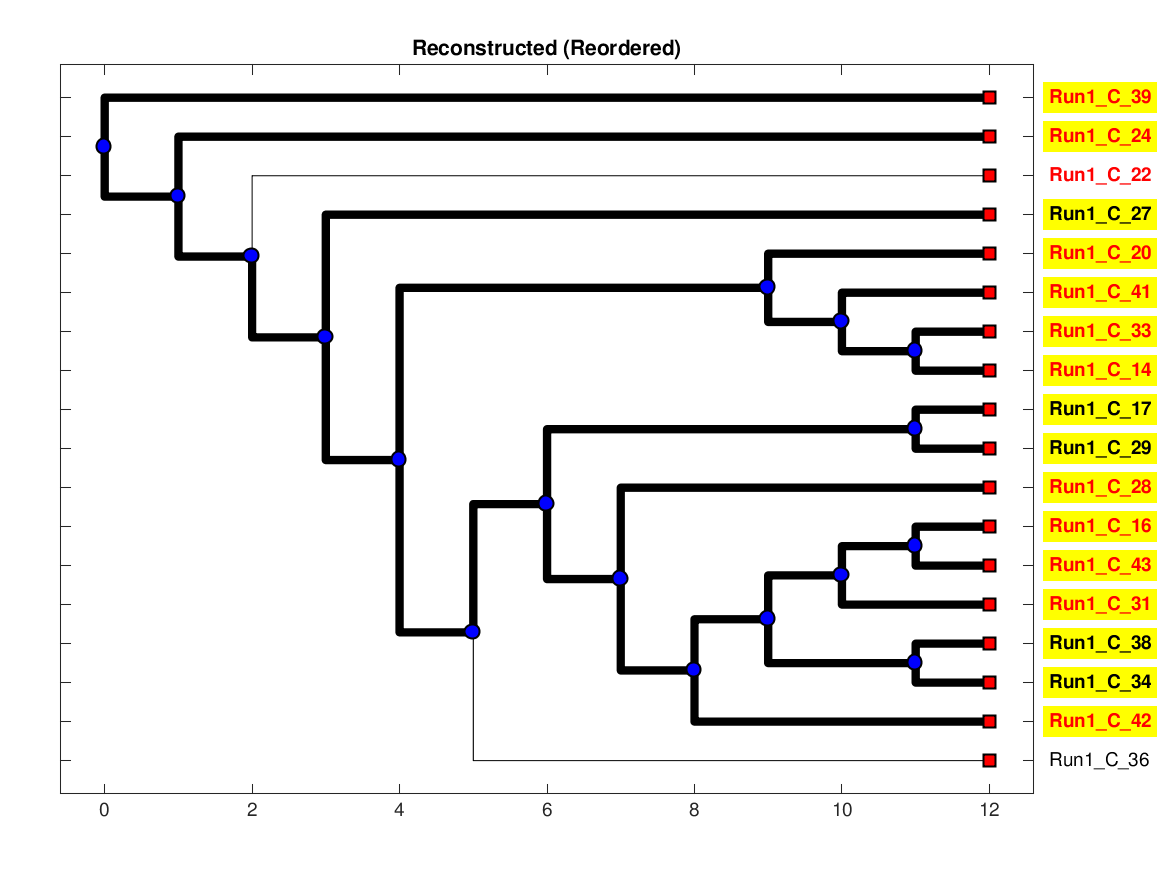 Reconstructed (Reordered)
Run1_C_39
Run1_C_24
Run1_C_22
Run1_C_27
Run1_C_20
Run1_C_41
Run1_C_33
Run1_C_14
Run1_C_17
Run1_C_29
Run1_C_28
Run1_C_16
Run1_C_43
Run1_C_31
Run1_C_38
Run1_C_34
Run1_C_42
Run1_C_36
0 2 4 6 8 10 12